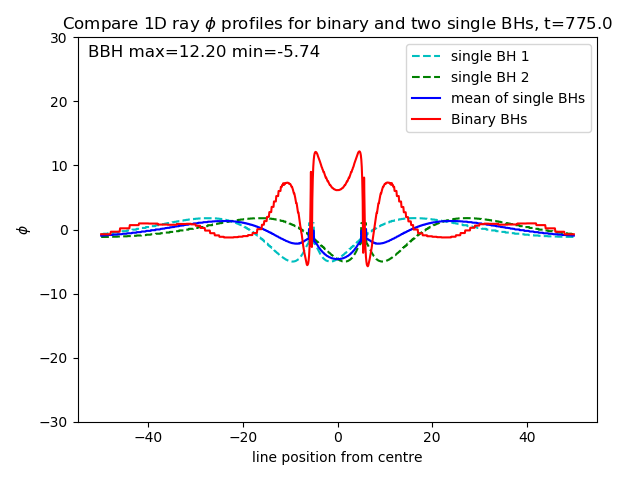 Compare 1D ray ϕ profiles for binary and two single BHs, t=775.0
BBH max=12.20 min=-5.74
single BH 1
single BH 2
mean of single BHs
Binary BHs
30
20
10
0
−10
−20
−30
ϕ
−40
−20
0
20
40
line position from centre